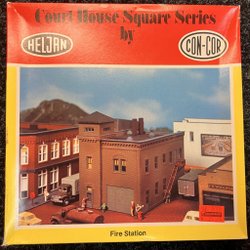 Court House Square Series
by
HELJAN
CON-COR
Fire Station